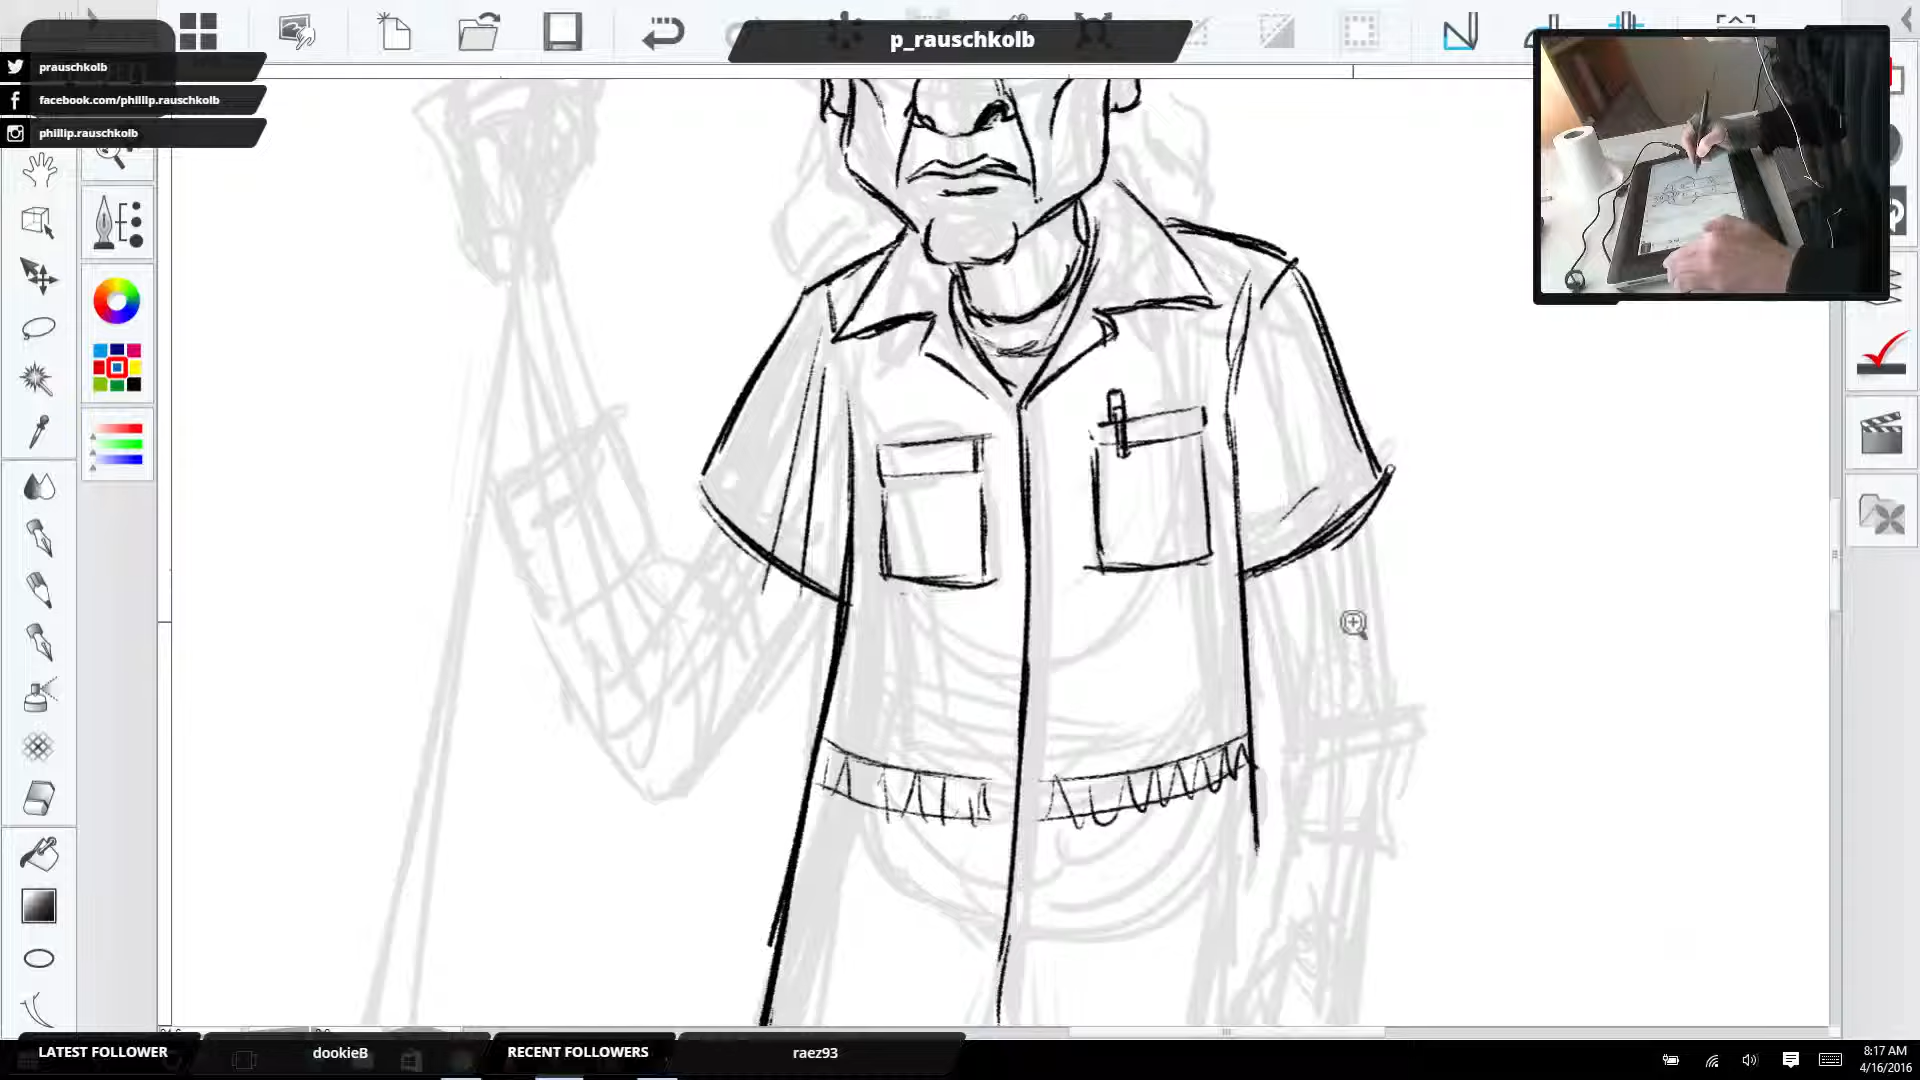 p_rauschkolb
prauschkolb
facebook.com/phillip.rauschkolb
phillip.rauschkolb
LATEST FOLLOWER
dookieB
RECENT FOLLOWERS
raez93
8:17 AM
4/16/2016